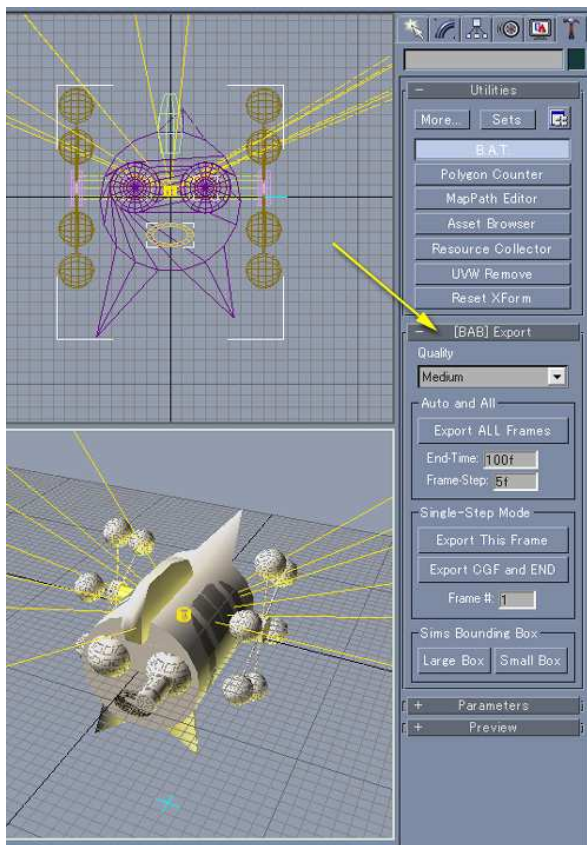 Utilities
More... Sets
B.A.T.
Polygon Counter
MapPath Editor
Asset Browser
Resource Collector
UVW Remove
Reset XForm
[BAB] Export
Quality
Medium
Auto and All
Export ALL Frames
End-Time: 100f
Frame-Step: 5f
Single-Step Mode
Export This Frame
Export CGF and END
Frame #: 1
Sims Bounding Box
Large Box Small Box
+ Parameters
+ Preview